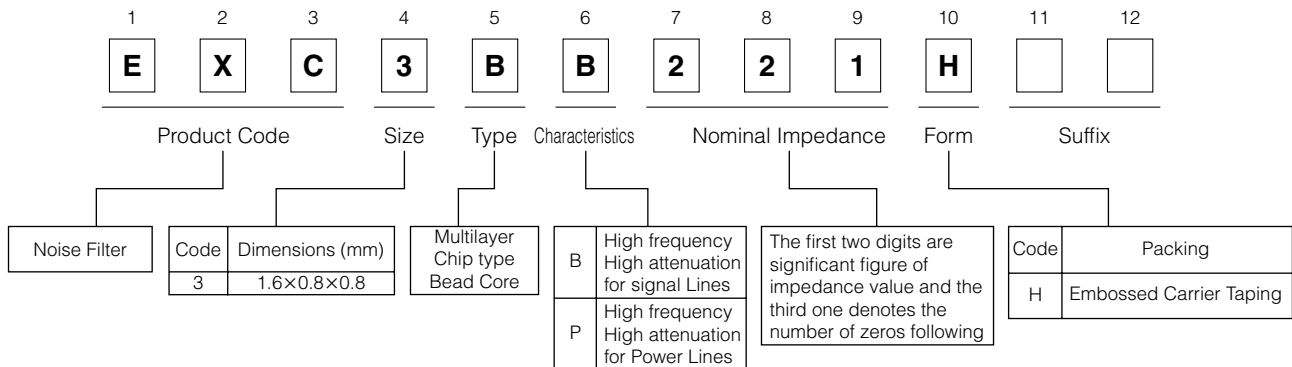 1 2 3 4 5 6 7 8 9 10 11 12
E X C 3 B B 2 2 1 H
Product Code Size Type Characteristics Nominal Impedance Form Suffix
Noise Filter
Code Dimensions (mm)
3 1.6×0.8×0.8
Multilayer
Chip type
Bead Core
B High frequency
High attenuation
for signal Lines
P High frequency
High attenuation
for Power Lines
The first two digits are
significant figure of
impedance value and the
third one denotes the
number of zeros following
Code Packing
H Embossed Carrier Taping